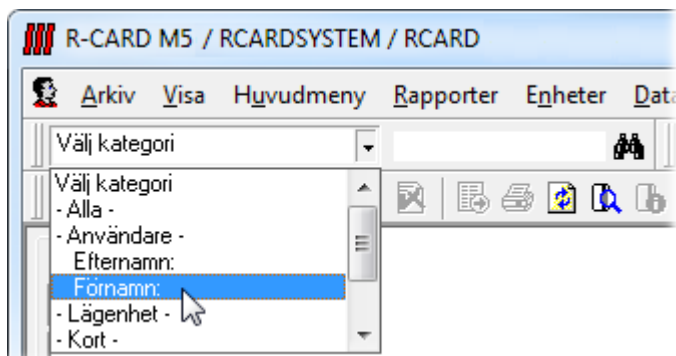 R-CARD M5 / RCARDSYSTEM / RCARD
Arkiv Visa Huvudmeny Rapporter Enheter Data
Välj kategori
Välj kategori
- Alla -
- Användare -
Efternamn:
Förnamn:
- Lägenhet -
- Kort -